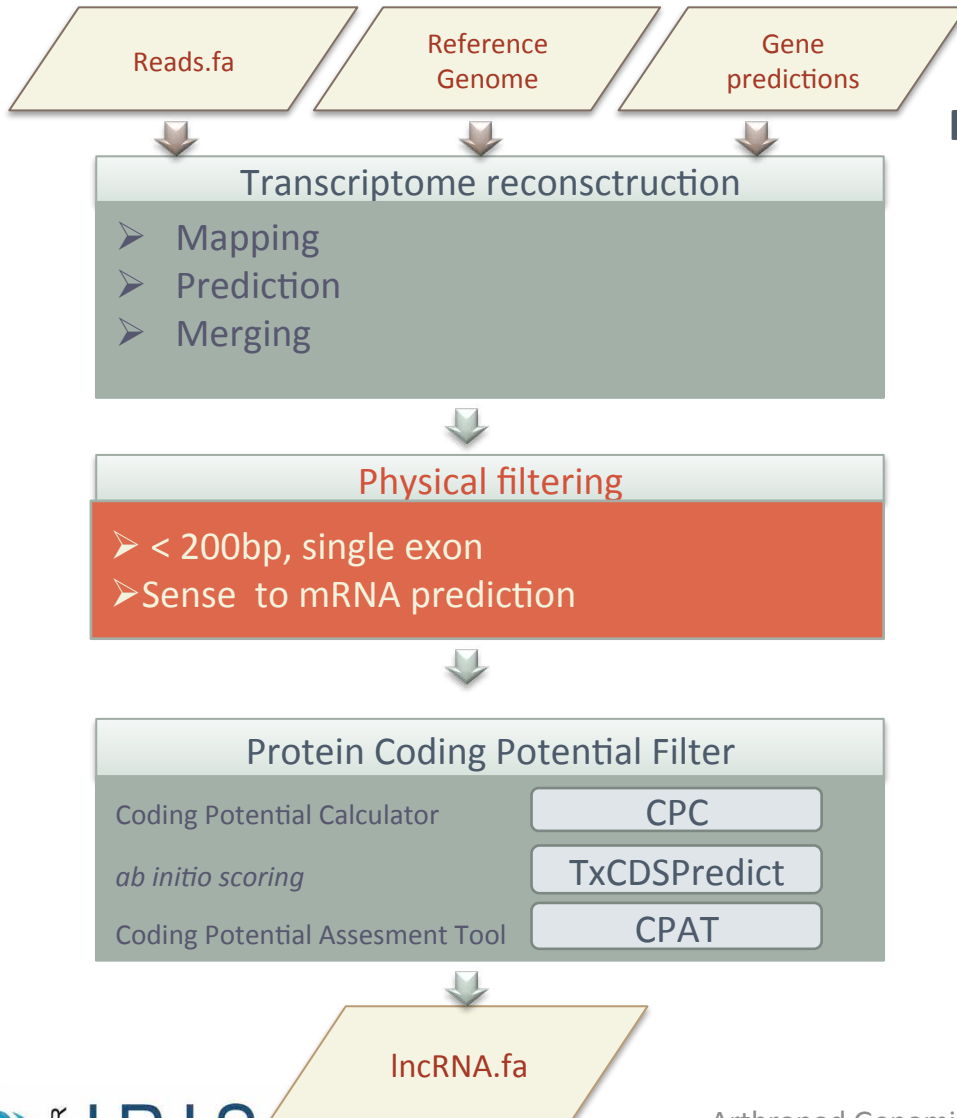 Reads.fa
Reference
Genome
Gene
predictions
Transcriptome reconsctruction
➢ Mapping
➢ Prediction
➢ Merging
Physical filtering
➢ < 200bp, single exon
➢Sense to mRNA prediction
Protein Coding Potential Filter
Coding Potential Calculator
CPC
ab initio scoring
TxCDSPredict
Coding Potential Assesment Tool
CPAT
lncRNA.fa